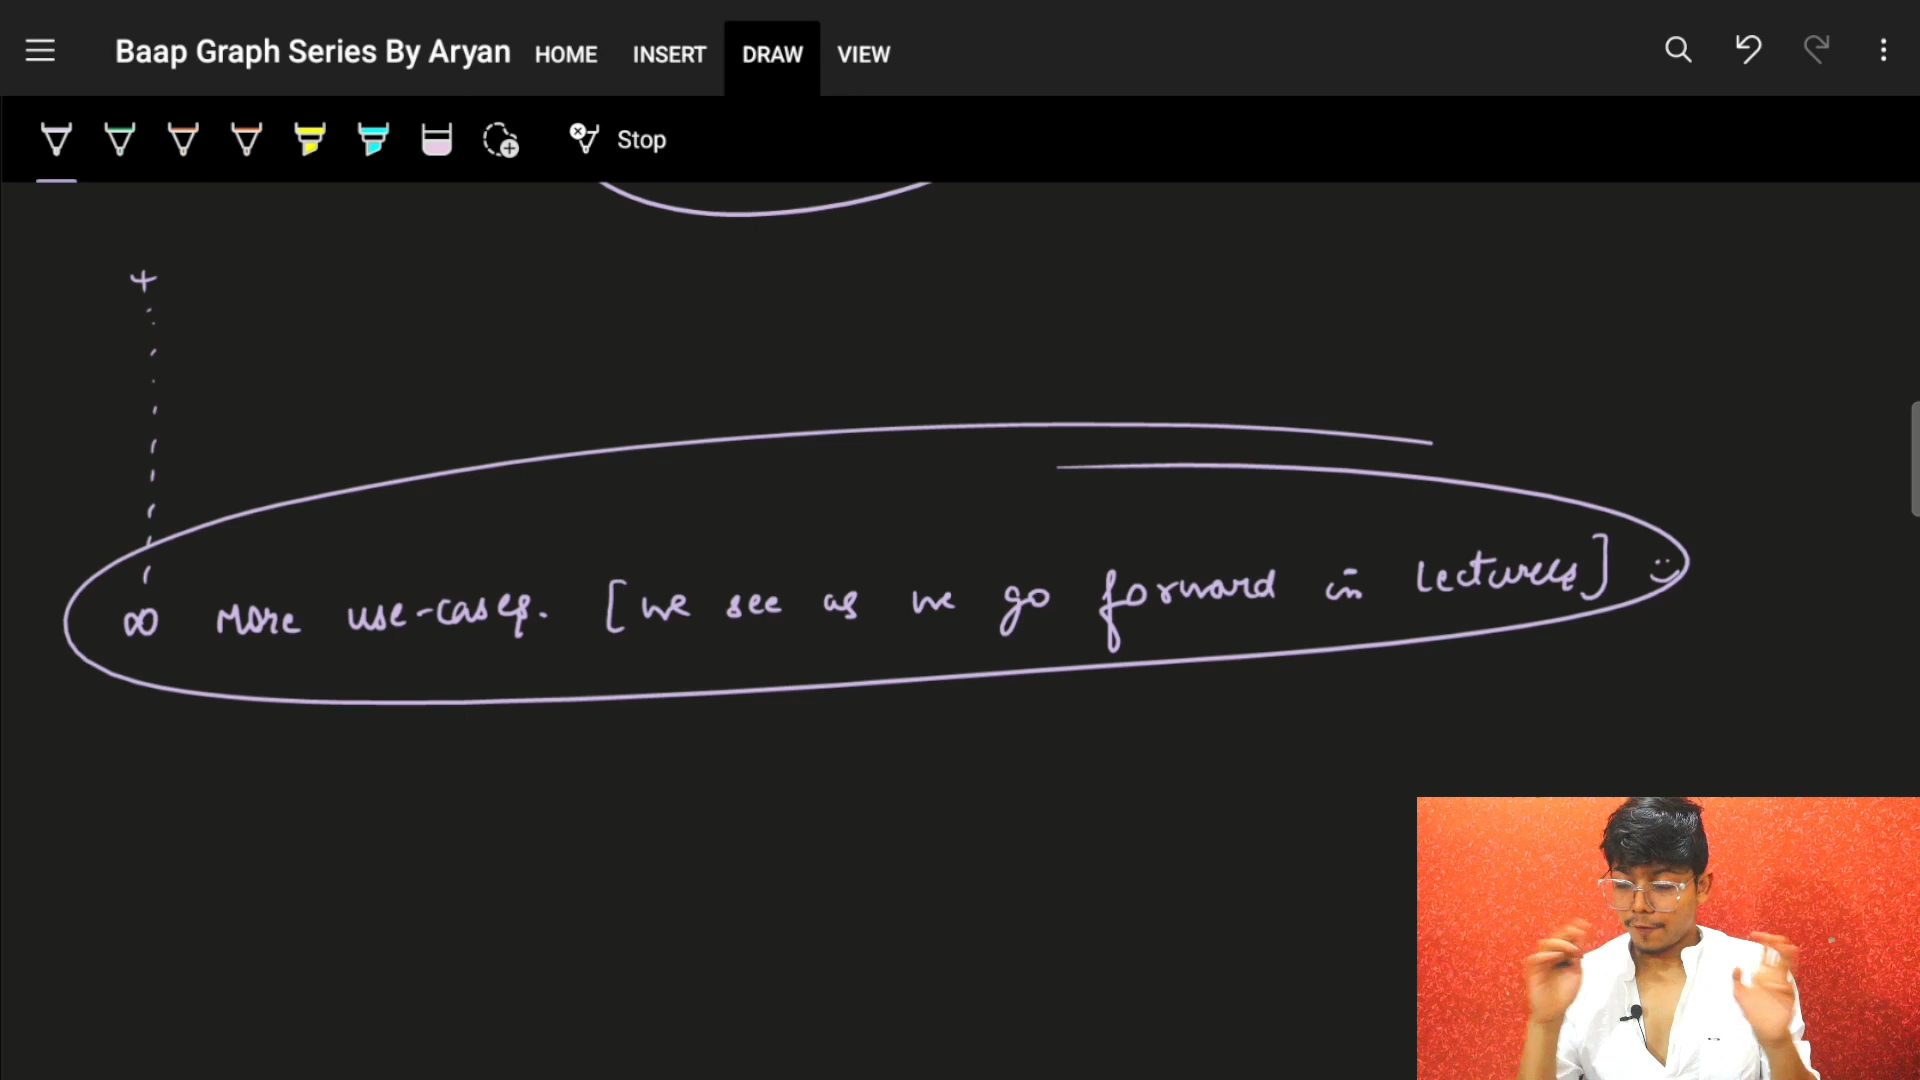 Baap Graph Series By Aryan HOME INSERT DRAW VIEW
Stop
+
∞ More use-cases. [we see as we go forward in Lectures] :)